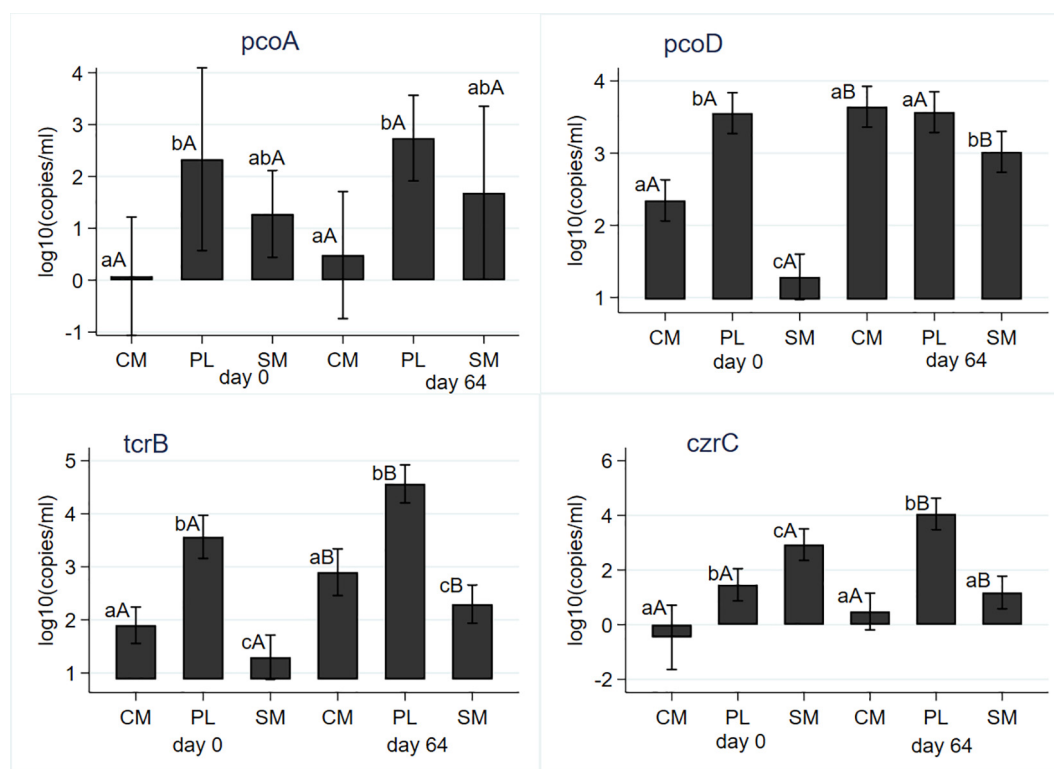 pcoA
log10(copies/ml)
4
3
2
1
0
-1
aA
bA
abA
aA
bA
abA
CM PL SM CM PL SM
day 0 day 64
pcoD
log10(copies/ml)
4
3
2
1
aA
bA
cA
aB
aA
bB
CM PL SM CM PL SM
day 0 day 64
tcrB
log10(copies/ml)
5
4
3
2
1
aA
bA
cA
aB
bB
cB
CM PL SM CM PL SM
day 0 day 64
czrC
log10(copies/ml)
6
4
2
0
-2
aA
bA
cA
aA
bB
aB
CM PL SM CM PL SM
day 0 day 64